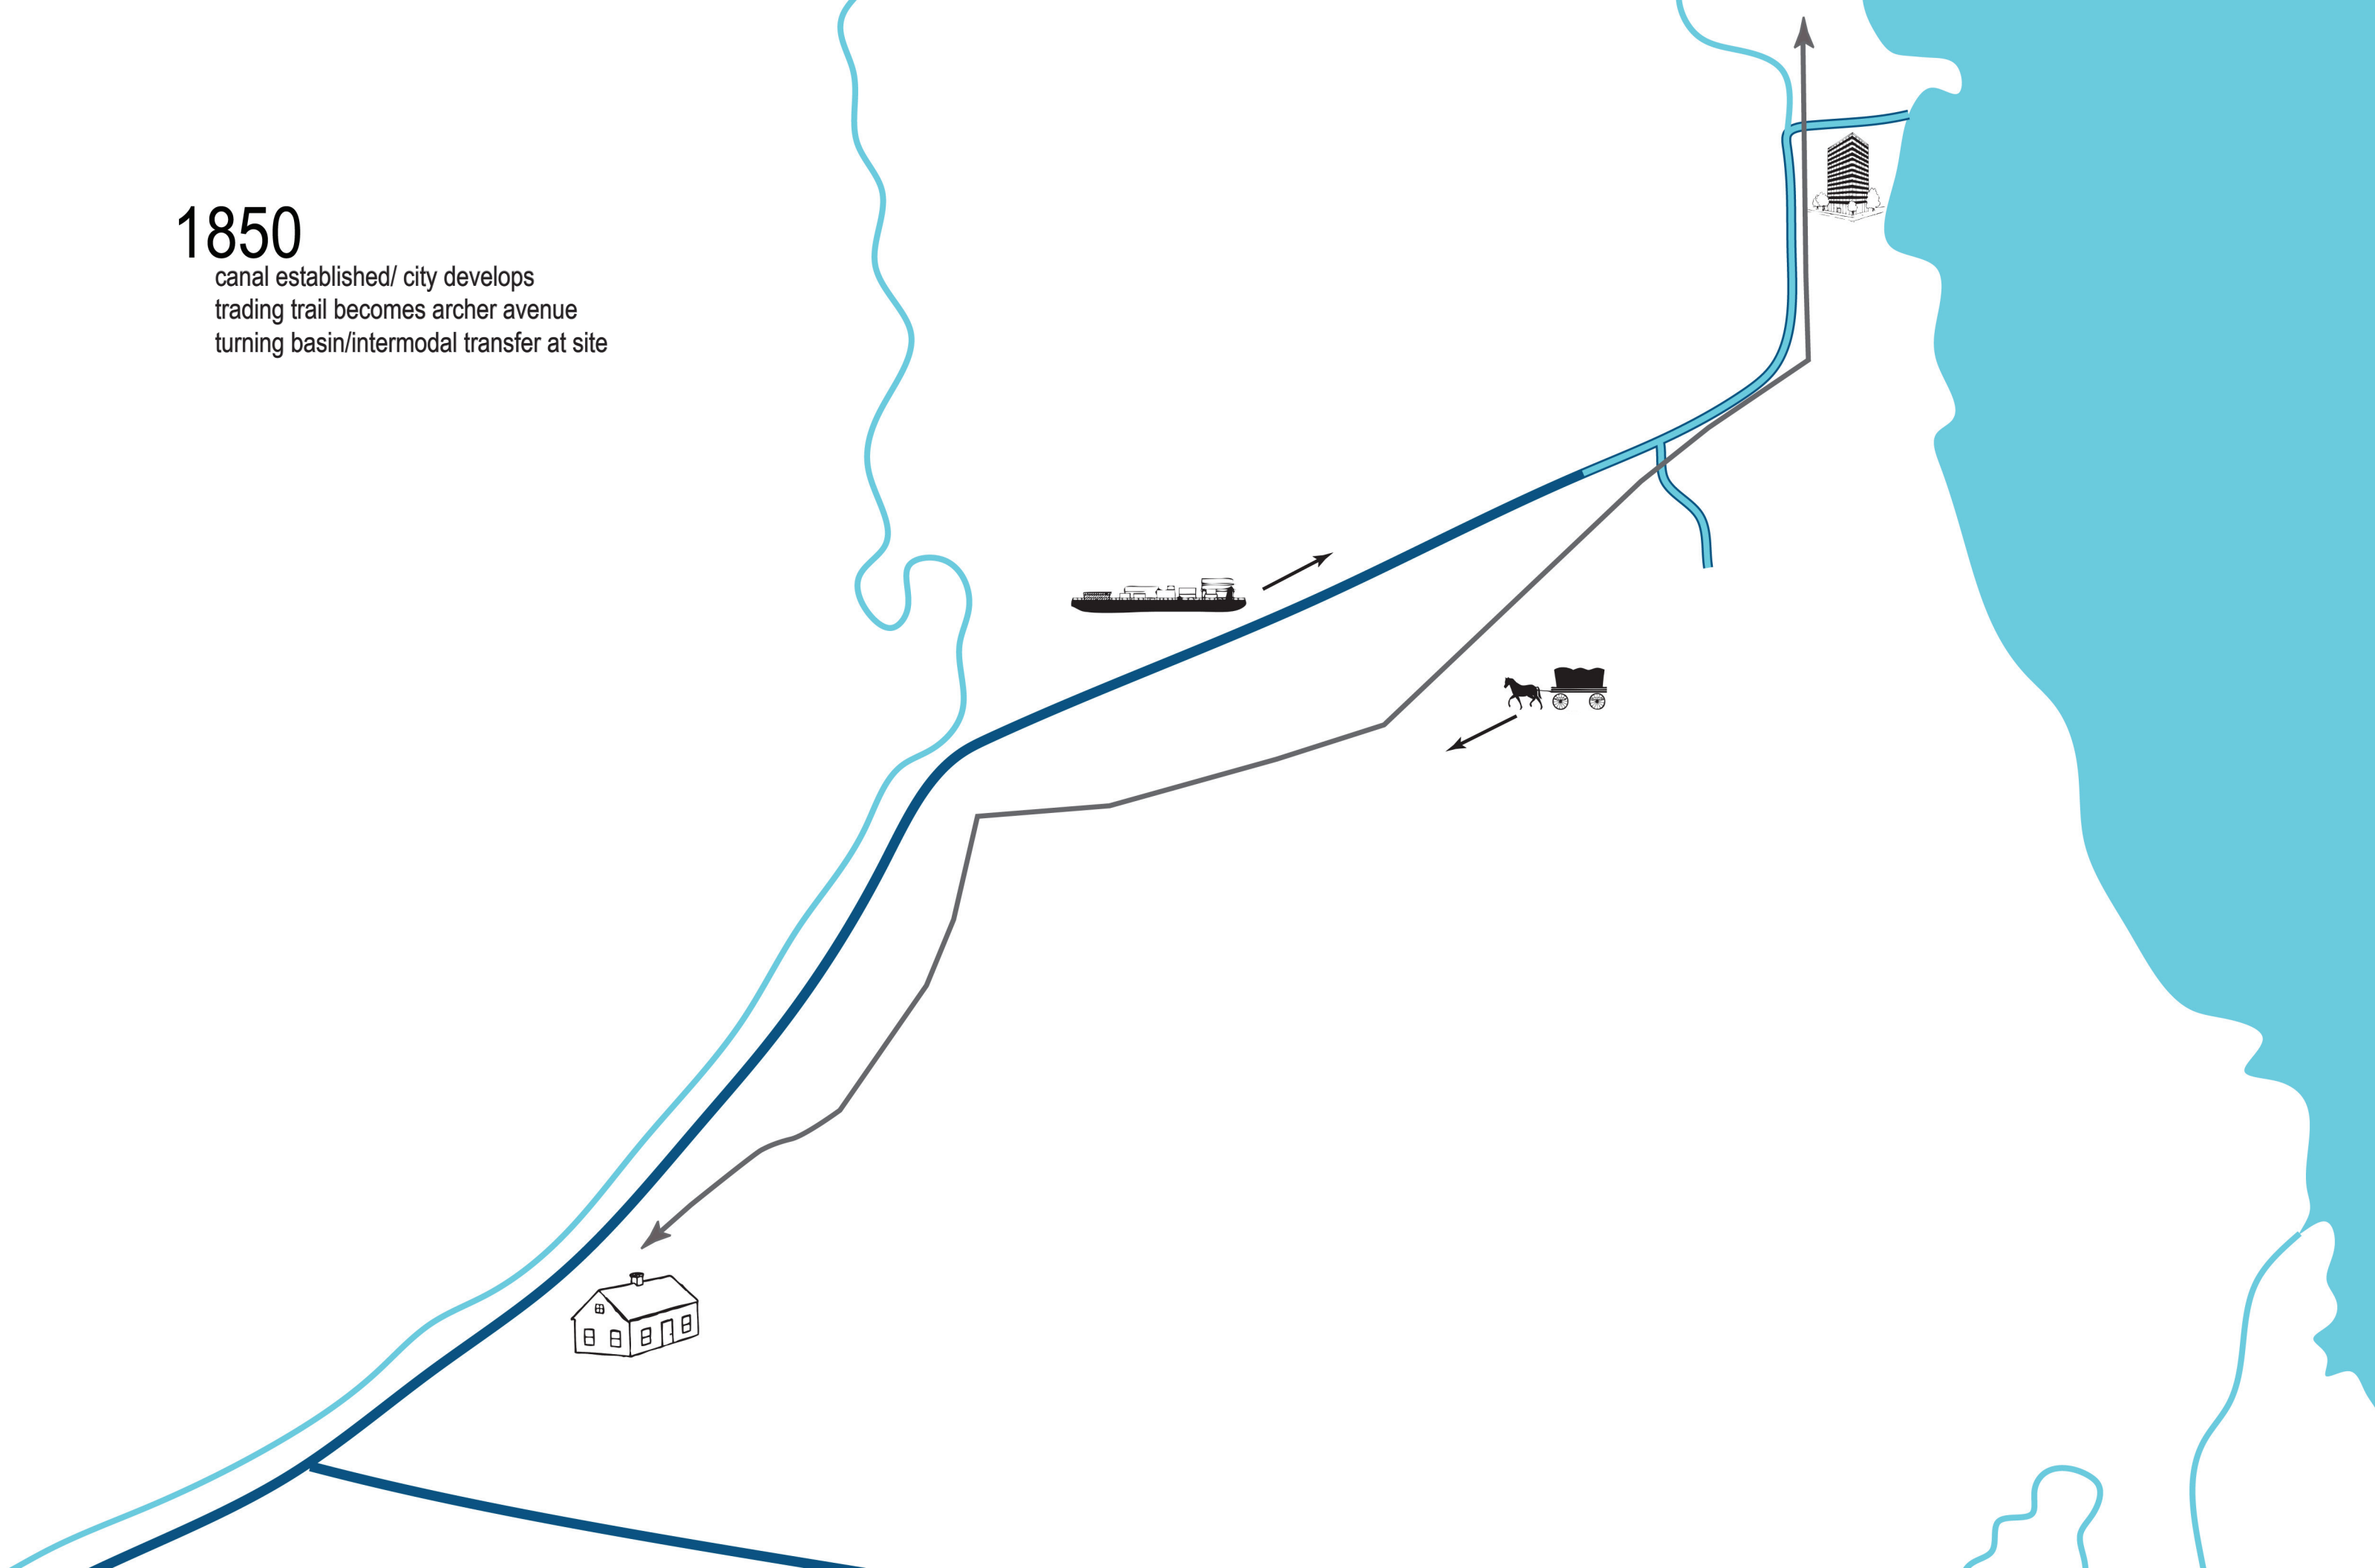 1850
canal established/ city develops
trading trail becomes archer avenue
turning basin/intermodal transfer at site